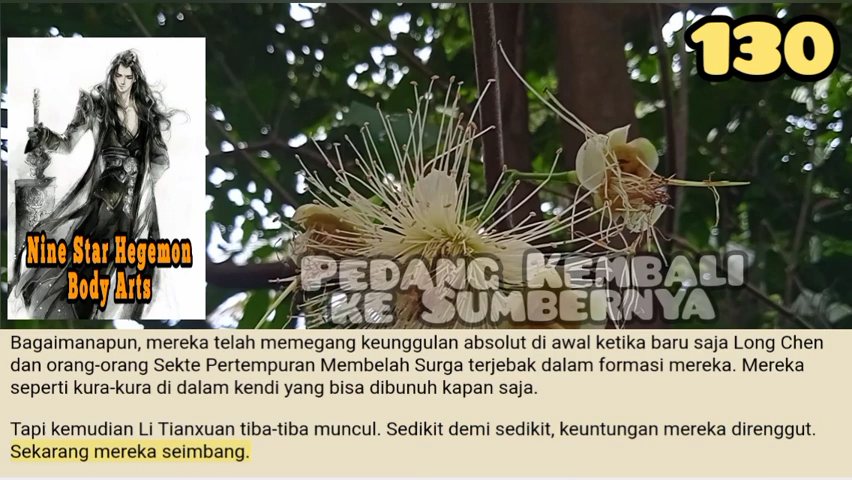 130
Nine Star Hegemon
Body Arts
PEDANG KEMBALI
KE SUMBERNYA
Bagaimanapun, mereka telah memegang keunggulan absolut di awal ketika baru saja Long Chen
dan orang-orang Sekte Pertempuran Membelah Surga terjebak dalam formasi mereka. Mereka
seperti kura-kura di dalam kendi yang bisa dibunuh kapan saja.
Tapi kemudian Li Tianxuan tiba-tiba muncul. Sedikit demi sedikit, keuntungan mereka direnggut.
Sekarang mereka seimbang.